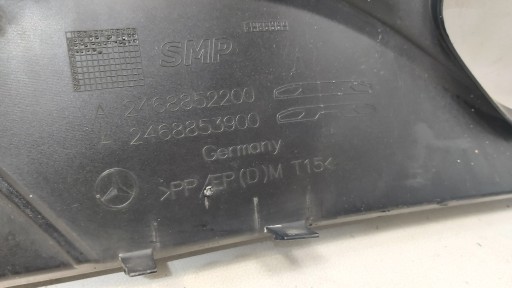 SMP
A 2468852200
A 2468853900
Germany
>PP/EP(D)M T15<